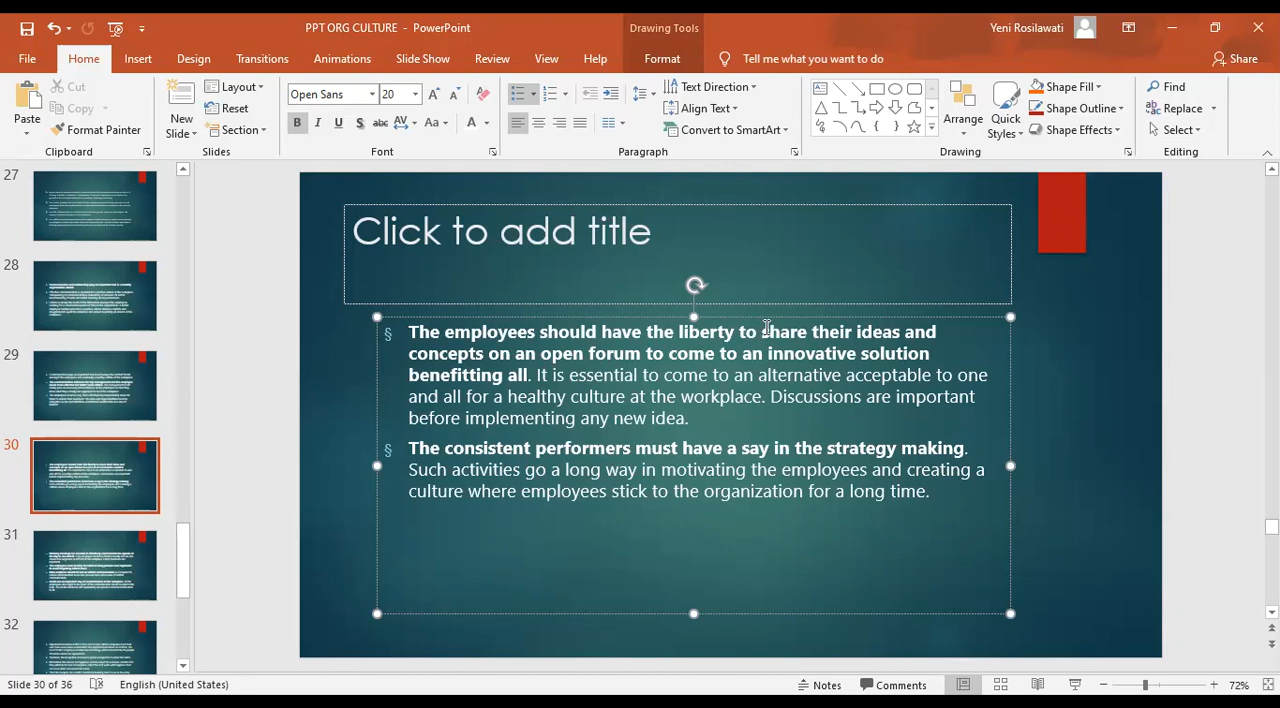 PPT ORG CULTURE - PowerPoint
Drawing Tools
Yeni Rosilawati
File
Home
Insert
Design
Transitions
Animations
Slide Show
Review
View
Help
Format
Tell me what you want to do
Share
Paste
Cut
Copy
Format Painter
Clipboard
New
Slide
Layout
Reset
Section
Slides
Open Sans
20
Font
Text Direction
Align Text
Convert to SmartArt
Paragraph
Arrange
Quick
Styles
Shape Fill
Shape Outline
Shape Effects
Drawing
Find
Replace
Select
Editing
27
28
29
30
31
32
Click to add title
§ The employees should have the liberty to share their ideas and
concepts on an open forum to come to an innovative solution
benefitting all. It is essential to come to an alternative acceptable to one
and all for a healthy culture at the workplace. Discussions are important
before implementing any new idea.
§ The consistent performers must have a say in the strategy making.
Such activities go a long way in motivating the employees and creating a
culture where employees stick to the organization for a long time.
Slide 30 of 36
English (United States)
Notes
Comments
72%